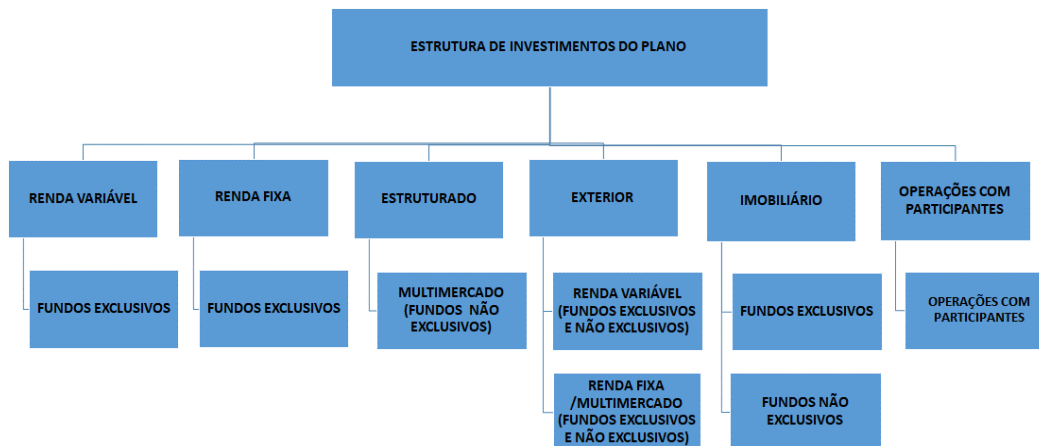 ESTRUTURA DE INVESTIMENTOS DO PLANO
RENDA VARIÁVEL
RENDA FIXA
ESTRUTURADO
EXTERIOR
IMOBILIÁRIO
OPERAÇÕES COM
PARTICIPANTES
FUNDOS EXCLUSIVOS
FUNDOS EXCLUSIVOS
MULTIMERCADO
(FUNDOS NÃO
EXCLUSIVOS)
RENDA VARIÁVEL
(FUNDOS EXCLUSIVOS
E NÃO EXCLUSIVOS)
FUNDOS EXCLUSIVOS
OPERAÇÕES COM
PARTICIPANTES
RENDA FIXA
/MULTIMERCADO
(FUNDOS EXCLUSIVOS
E NÃO EXCLUSIVOS)
FUNDOS NÃO
EXCLUSIVOS